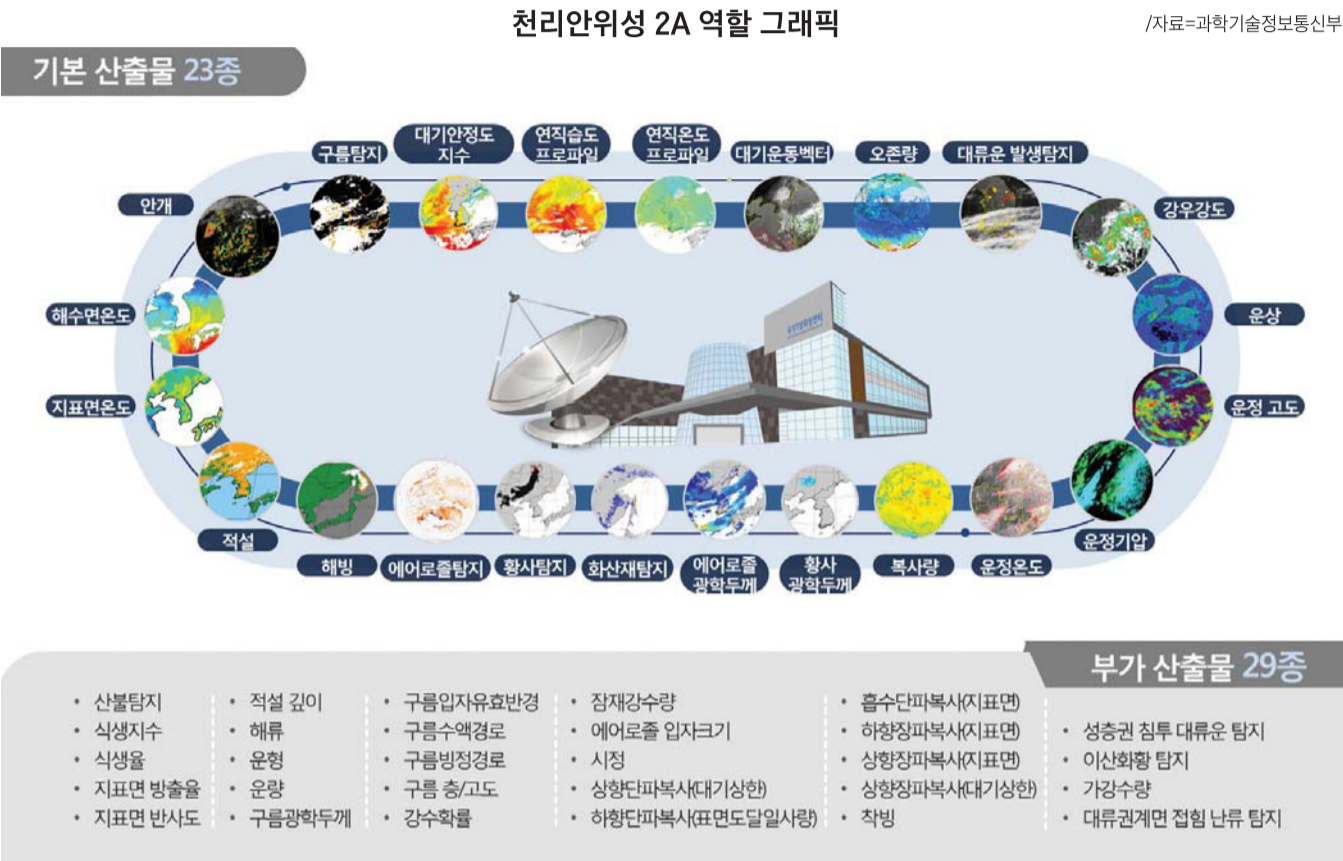 천리안위성 2A 역할 그래픽
/자료=과학기술정보통신부
기본 산출물 23종
구름탐지
대기안정도
지수
연직습도
프로파일
연직온도
프로파일
대기운동벡터
오존량
대류운 발생탐지
안개
강우강도
해수면온도
운상
지표면온도
운정 고도
적설
운정기압
해빙
에어로졸탐지
황사탐지
화산재탐지
에어로졸
광학두께
황사
광학두께
복사량
운정온도
부가 산출물 29종
• 산불탐지
• 식생지수
• 식생율
• 지표면 방출율
• 지표면 반사도
• 적설 깊이
• 해류
• 운형
• 운량
• 구름광학두께
• 구름입자유효반경
• 구름수액경로
• 구름빙정경로
• 구름 층/고도
• 강수확률
• 잠재강수량
• 에어로졸 입자크기
• 시정
• 상향단파복사(대기상한)
• 하향단파복사(표면도달일사량)
• 흡수단파복사(지표면)
• 하향장파복사(지표면)
• 상향장파복사(지표면)
• 상향장파복사(대기상한)
• 착빙
• 성층권 침투 대류운 탐지
• 이산화황 탐지
• 가강수량
• 대류권계면 접힘 난류 탐지